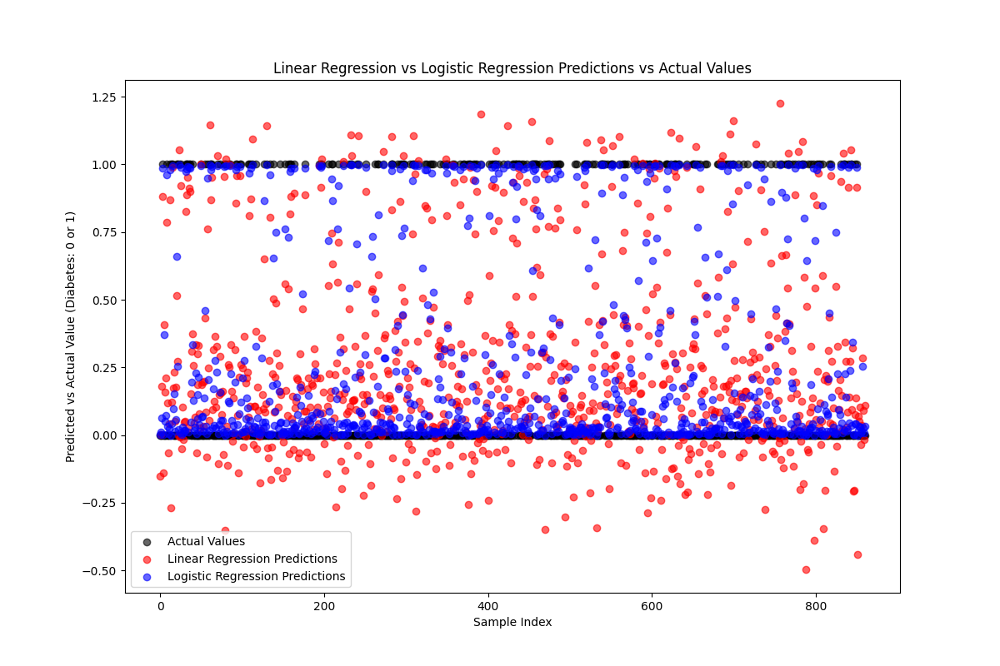 Linear Regression vs Logistic Regression Predictions vs Actual Values
Predicted vs Actual Value (Diabetes: 0 or 1)
1.25
1.00
0.75
0.50
0.25
0.00
−0.25
−0.50
Actual Values
Linear Regression Predictions
Logistic Regression Predictions
0 200 400 600 800
Sample Index